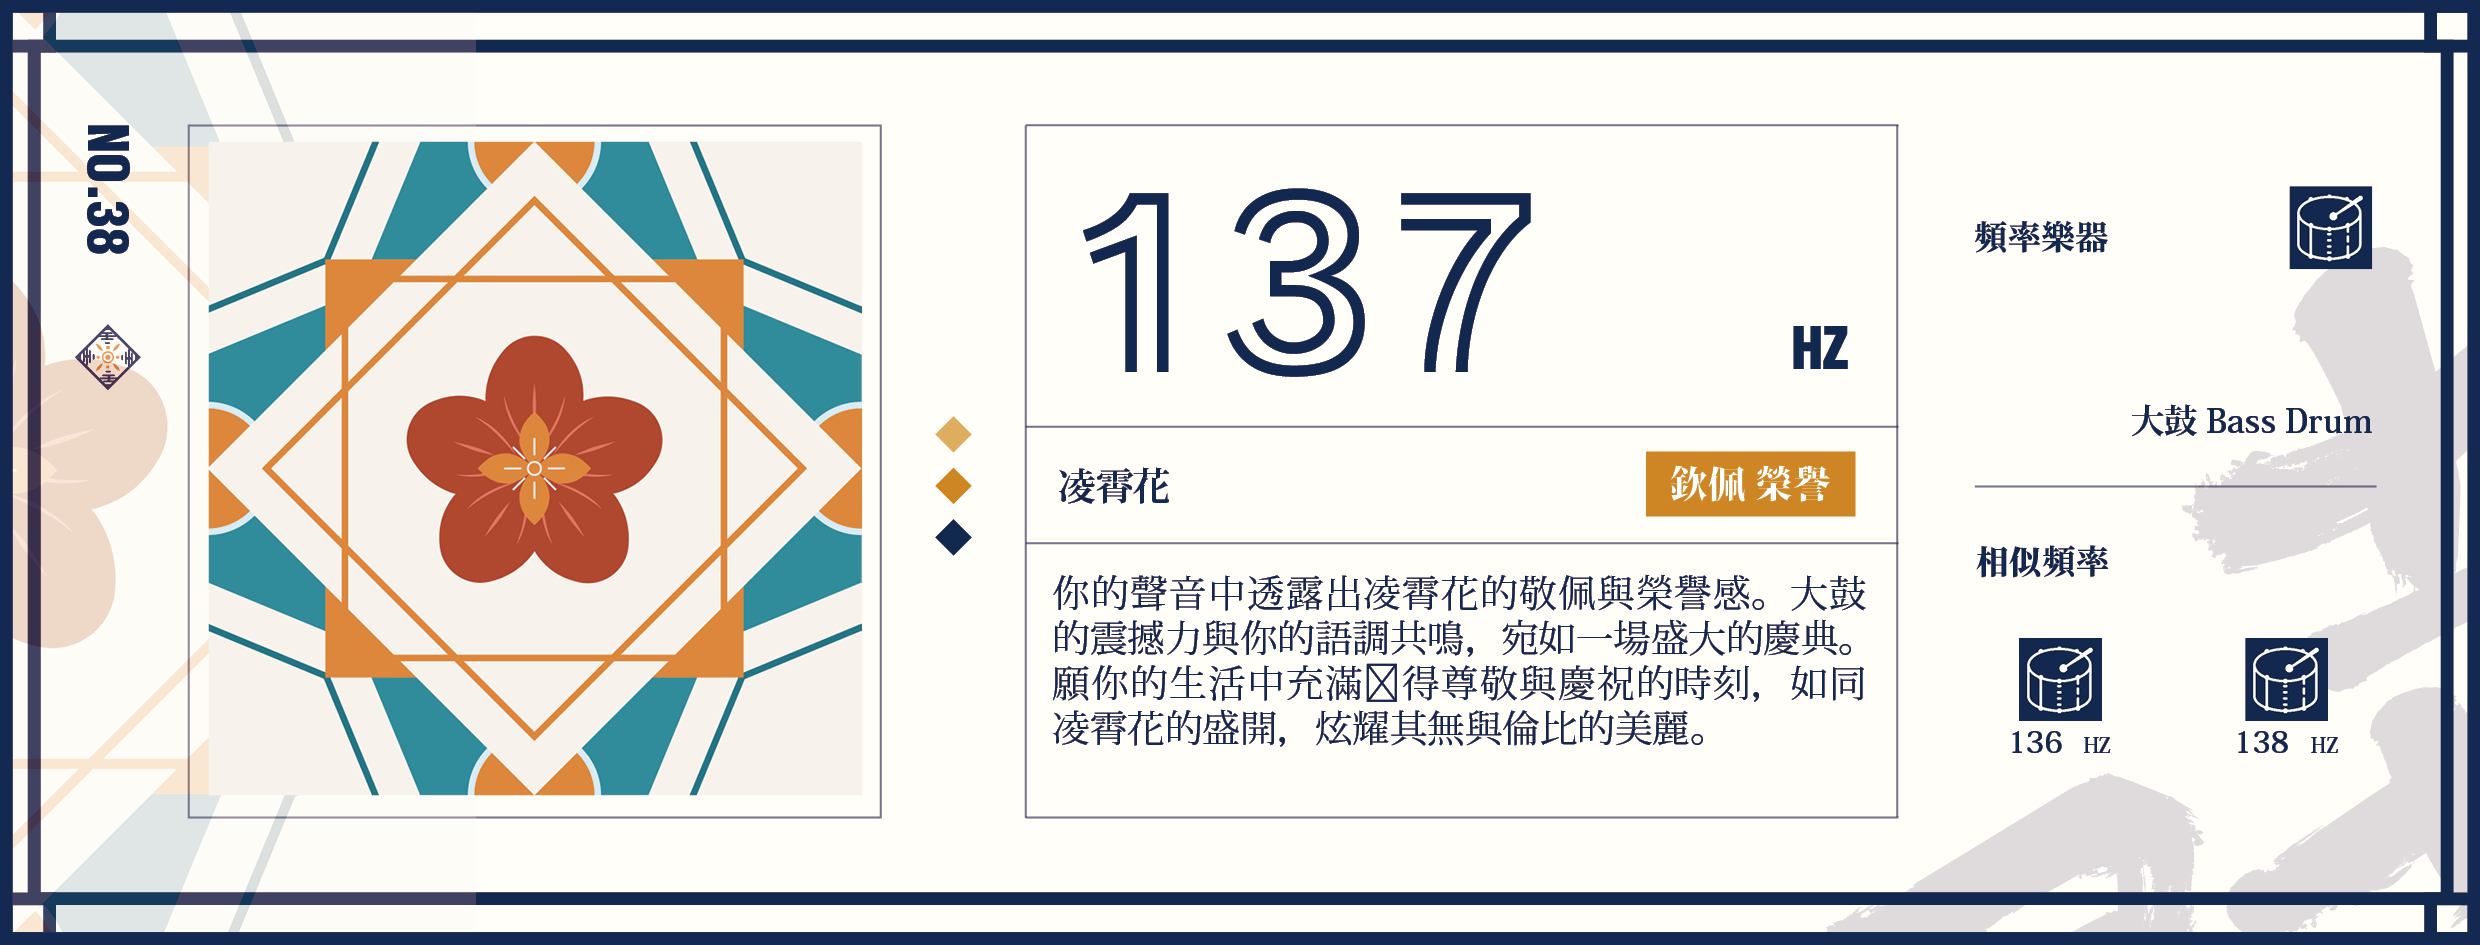 NO.38
137
HZ
凌霄花
欽佩 榮譽
你的聲音中透露出凌霄花的敬佩與榮譽感。大鼓
的震撼力與你的語調共鳴，宛如一場盛大的慶典。
願你的生活中充滿得尊敬與慶祝的時刻，如同
凌霄花的盛開，炫耀其無與倫比的美麗。
頻率樂器
大鼓 Bass Drum
相似頻率
136 HZ
138 HZ